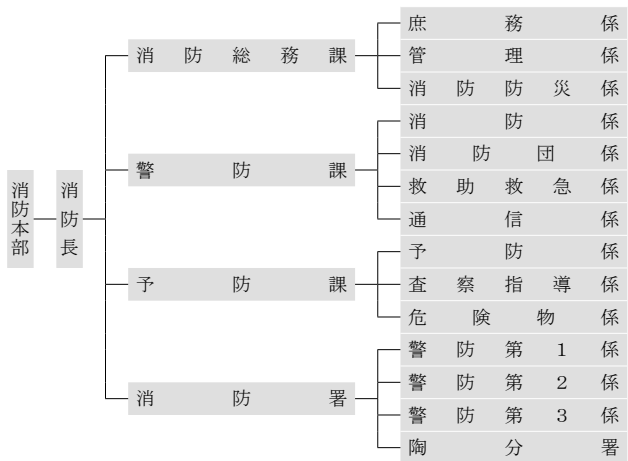 消防本部
消防長
消防総務課
庶務係
管理係
消防防災係
警防課
消防係
消防団係
救助救急係
通信係
予防課
予防係
査察指導係
危険物係
消防署
警防第1係
警防第2係
警防第3係
陶分署